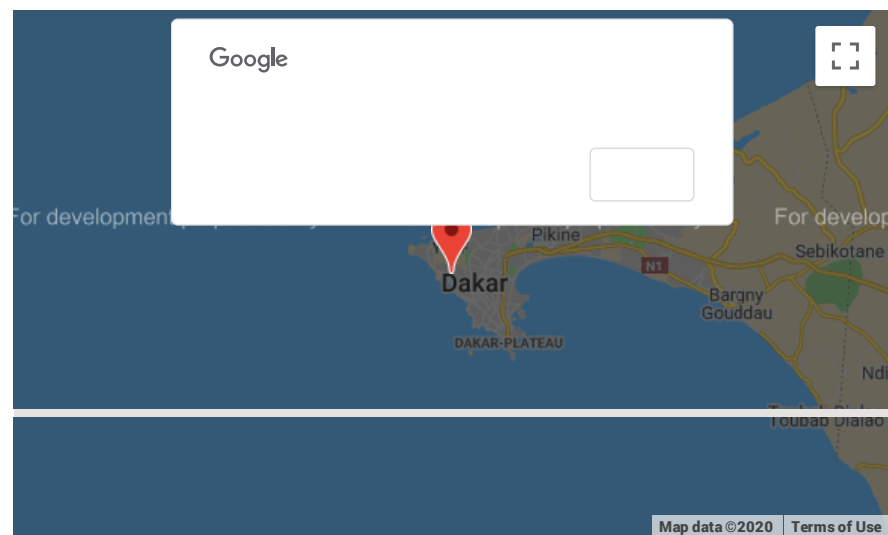 Google
For development
For develop
Pikine
Sebikotane
N1
Dakar
Bargny
Gouddau
DAKAR-PLATEAU
Ndi
Toubab Dialao
Map data ©2020
Terms of Use